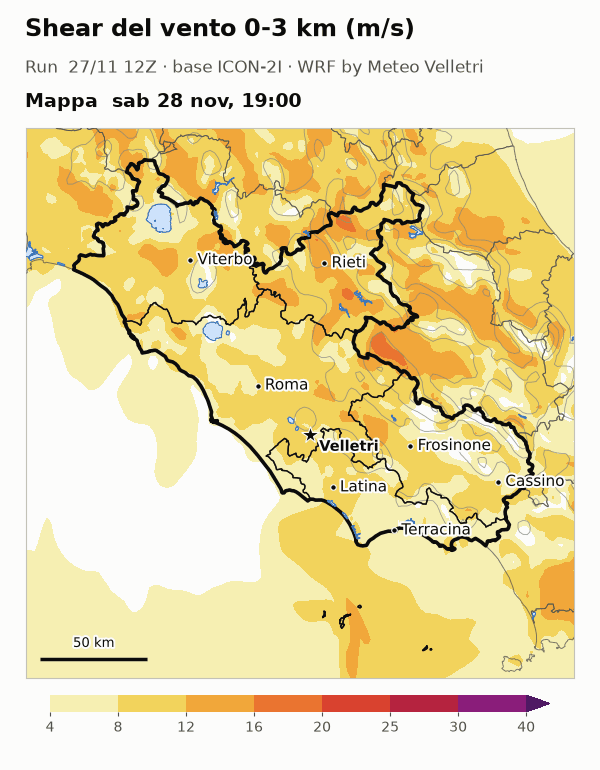 Shear del vento 0-3 km (m/s)
Run  27/11 12Z · base ICON-2I · WRF by Meteo Velletri
Mappa  sab 28 nov, 19:00
Viterbo
Rieti
Roma
Velletri
Frosinone
Latina
Cassino
Terracina
50 km
4 8 12 16 20 25 30 40